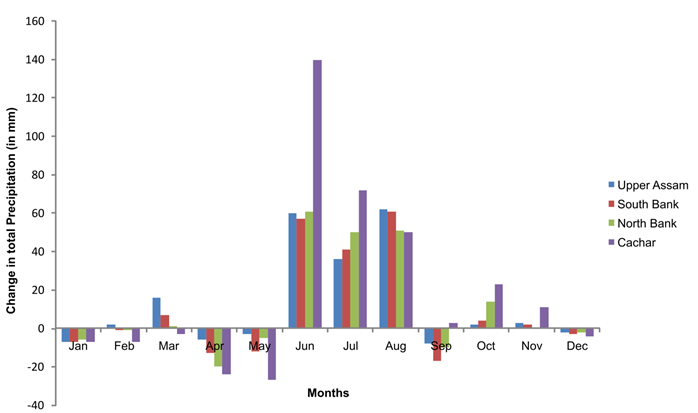 Change in total Precipitation (in mm)
160
140
120
100
80
60
40
20
0
-20
-40
Jan Feb Mar Apr May Jun Jul Aug Sep Oct Nov Dec
Months
Upper Assam
South Bank
North Bank
Cachar